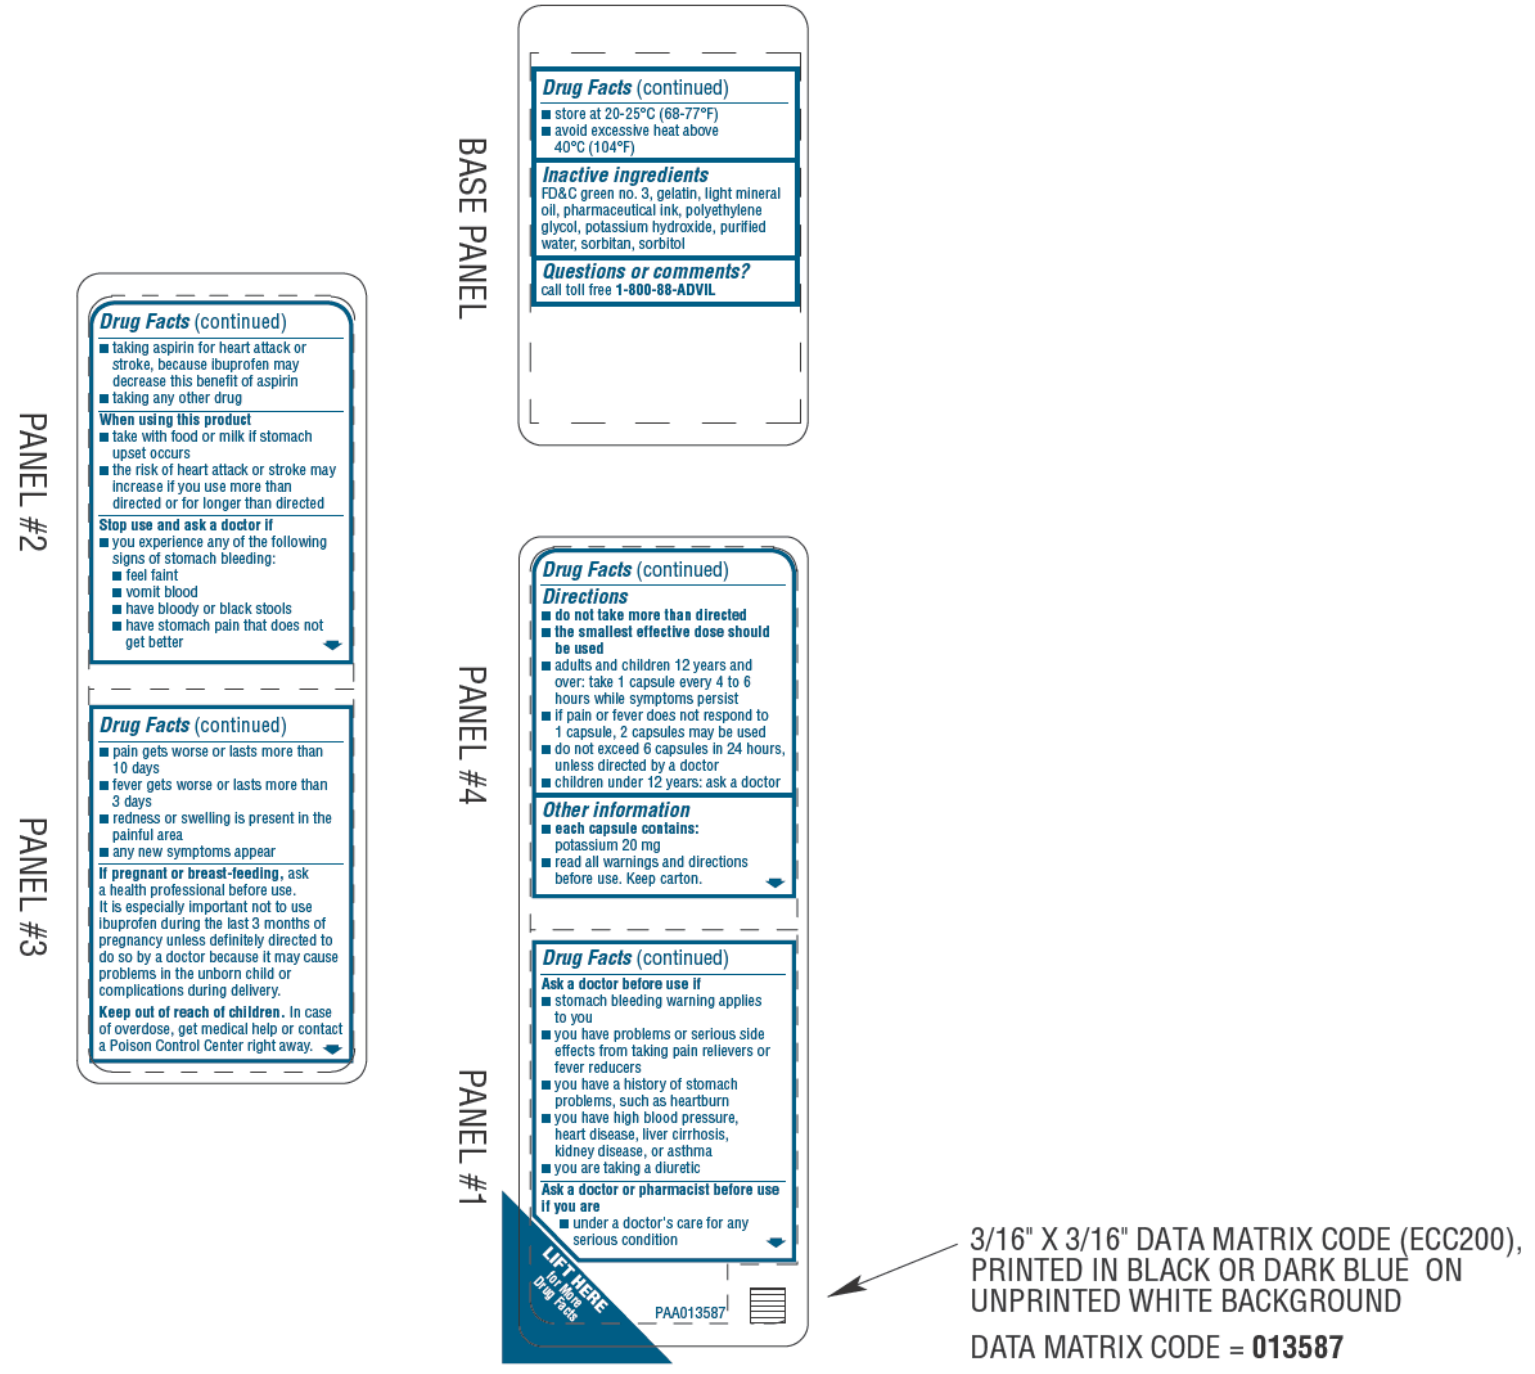 BASE PANEL
Drug Facts (continued)
■ store at 20-25°C (68-77°F)
■ avoid excessive heat above
40°C (104°F)
Inactive ingredients
FD&C green no. 3, gelatin, light mineral
oil, pharmaceutical ink, polyethylene
glycol, potassium hydroxide, purified
water, sorbitan, sorbitol
Questions or comments?
call toll free 1-800-88-ADVIL
PANEL #2
Drug Facts (continued)
■ taking aspirin for heart attack or
stroke, because ibuprofen may
decrease this benefit of aspirin
■ taking any other drug
When using this product
■ take with food or milk if stomach
upset occurs
■ the risk of heart attack or stroke may
increase if you use more than
directed or for longer than directed
Stop use and ask a doctor if
■ you experience any of the following
signs of stomach bleeding:
■ feel faint
■ vomit blood
■ have bloody or black stools
■ have stomach pain that does not
get better
PANEL #3
Drug Facts (continued)
■ pain gets worse or lasts more than
10 days
■ fever gets worse or lasts more than
3 days
■ redness or swelling is present in the
painful area
■ any new symptoms appear
If pregnant or breast-feeding, ask
a health professional before use.
It is especially important not to use
ibuprofen during the last 3 months of
pregnancy unless definitely directed to
do so by a doctor because it may cause
problems in the unborn child or
complications during delivery.
Keep out of reach of children. In case
of overdose, get medical help or contact
a Poison Control Center right away.
PANEL #4
Drug Facts (continued)
Directions
■ do not take more than directed
■ the smallest effective dose should
be used
■ adults and children 12 years and
over: take 1 capsule every 4 to 6
hours while symptoms persist
■ if pain or fever does not respond to
1 capsule, 2 capsules may be used
■ do not exceed 6 capsules in 24 hours,
unless directed by a doctor
■ children under 12 years: ask a doctor
Other information
■ each capsule contains:
potassium 20 mg
■ read all warnings and directions
before use. Keep carton.
PANEL #1
Drug Facts (continued)
Ask a doctor before use if
■ stomach bleeding warning applies
to you
■ you have problems or serious side
effects from taking pain relievers or
fever reducers
■ you have a history of stomach
problems, such as heartburn
■ you have high blood pressure,
heart disease, liver cirrhosis,
kidney disease, or asthma
■ you are taking a diuretic
Ask a doctor or pharmacist before use
if you are
■ under a doctor's care for any
serious condition
LIFT HERE
for More
Drug Facts
PAA013587
3/16" X 3/16" DATA MATRIX CODE (ECC200),
PRINTED IN BLACK OR DARK BLUE ON
UNPRINTED WHITE BACKGROUND
DATA MATRIX CODE = 013587